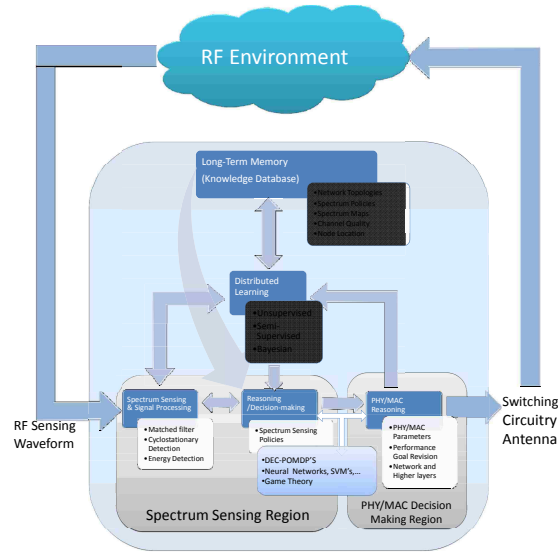 RF Environment
Long-Term Memory
(Knowledge Database)
•Network Topologies
•Spectrum Policies
•Spectrum Maps
•Channel Quality
•Node Location
Distributed
Learning
•Unsupervised
•Semi-
Supervised
•Bayesian
Spectrum Sensing
& Signal Processing
Reasoning
/Decision-making
PHY/MAC
Reasoning
•Matched filter
•Cyclostationary
Detection
•Energy Detection
•Spectrum Sensing
Policies
•PHY/MAC
Parameters
•Performance
Goal Revision
•Network and
Higher layers
•DEC-POMDP'S
•Neural Networks, SVM's,...
•Game Theory
RF Sensing
Waveform
Switching
Circuitry
Antenna
Spectrum Sensing Region
PHY/MAC Decision
Making Region